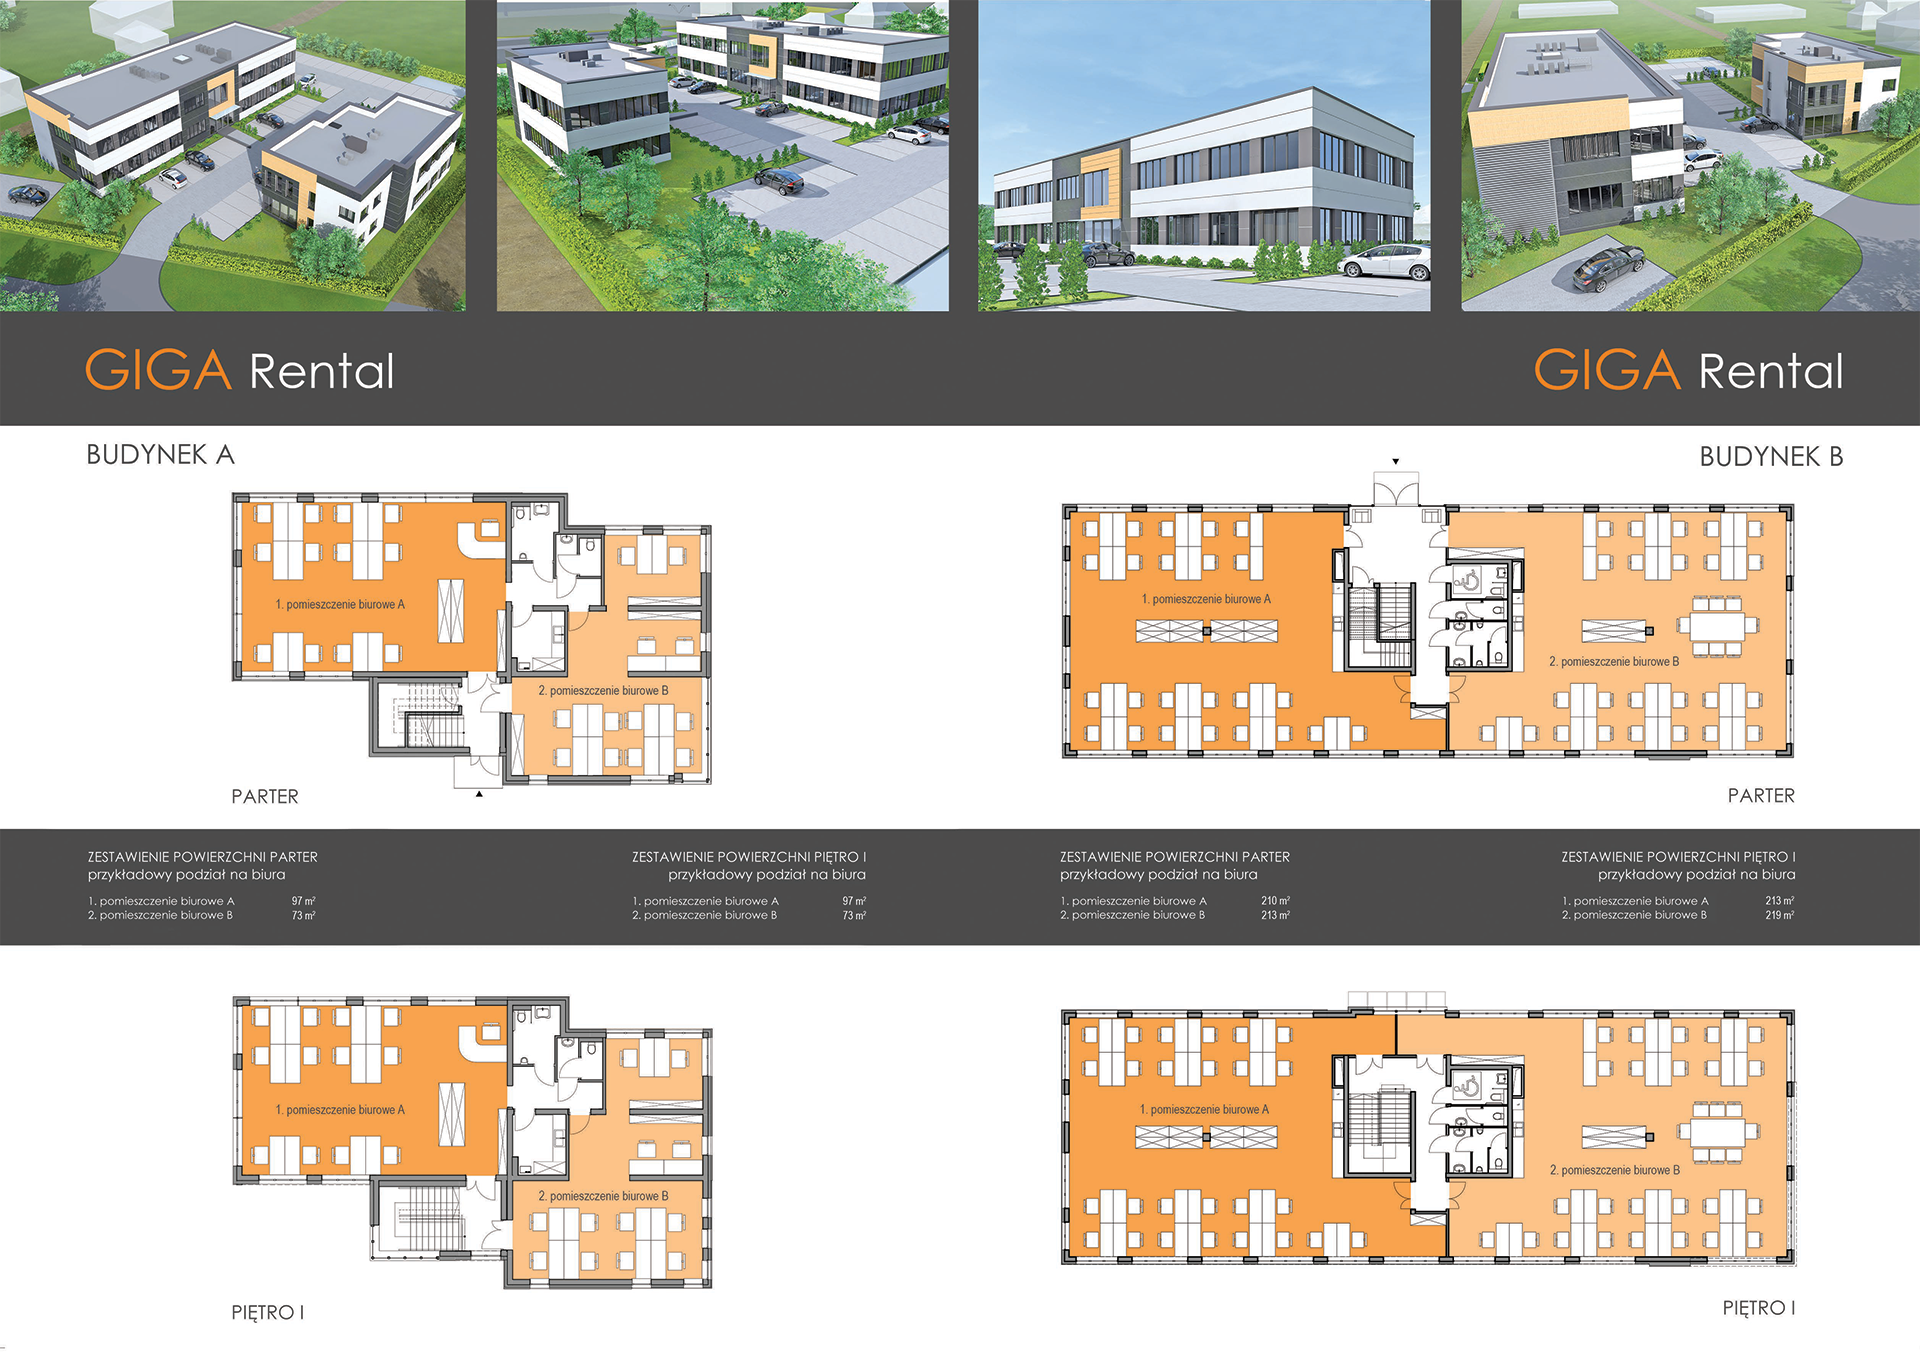 GIGA Rental
GIGA Rental
BUDYNEK A
BUDYNEK B
1. pomieszczenie biurowe A
2. pomieszczenie biurowe B
PARTER
1. pomieszczenie biurowe A
2. pomieszczenie biurowe B
PARTER
ZESTAWIENIE POWIERZCHNI PARTER
przykładowy podział na biura
1. pomieszczenie biurowe A 97 m²
2. pomieszczenie biurowe B 73 m²
ZESTAWIENIE POWIERZCHNI PIĘTRO I
przykładowy podział na biura
1. pomieszczenie biurowe A 97 m²
2. pomieszczenie biurowe B 73 m²
ZESTAWIENIE POWIERZCHNI PARTER
przykładowy podział na biura
1. pomieszczenie biurowe A 210 m²
2. pomieszczenie biurowe B 213 m²
ZESTAWIENIE POWIERZCHNI PIĘTRO I
przykładowy podział na biura
1. pomieszczenie biurowe A 213 m²
2. pomieszczenie biurowe B 219 m²
1. pomieszczenie biurowe A
2. pomieszczenie biurowe B
PIĘTRO I
1. pomieszczenie biurowe A
2. pomieszczenie biurowe B
PIĘTRO I